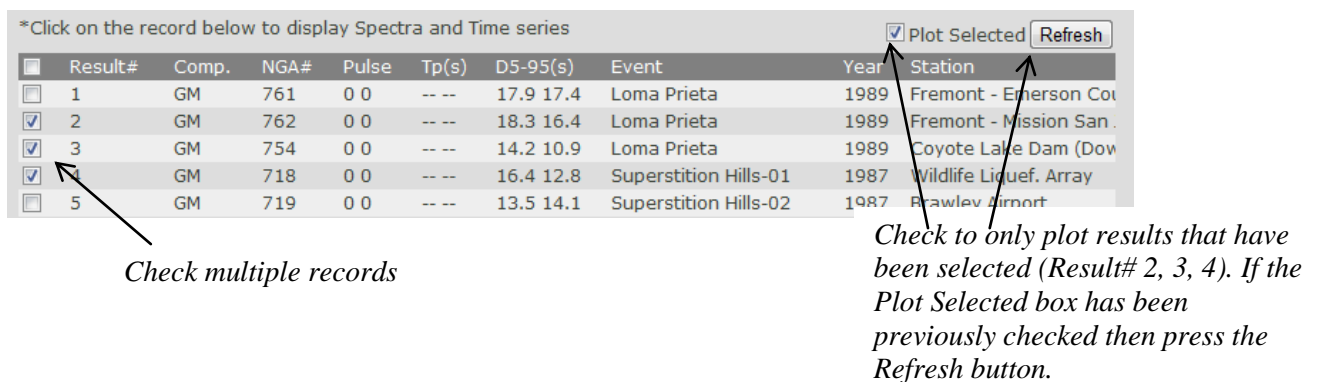 *Click on the record below to display Spectra and Time series Plot Selected Refresh
Result# Comp. NGA# Pulse Tp(s) D5-95(s) Event Year Station
1 GM 761 0 0 -- -- 17.9 17.4 Loma Prieta 1989 Fremont - Emerson Cou
2 GM 762 0 0 -- -- 18.3 16.4 Loma Prieta 1989 Fremont - Mission San .
3 GM 754 0 0 -- -- 14.2 10.9 Loma Prieta 1989 Coyote Lake Dam (Dow
4 GM 718 0 0 -- -- 16.4 12.8 Superstition Hills-01 1987 Wildlife Liquef. Array
5 GM 719 0 0 -- -- 13.5 14.1 Superstition Hills-02 1987 Brawley Airport
Check multiple records
Check to only plot results that have
been selected (Result# 2, 3, 4). If the
Plot Selected box has been
previously checked then press the
Refresh button.